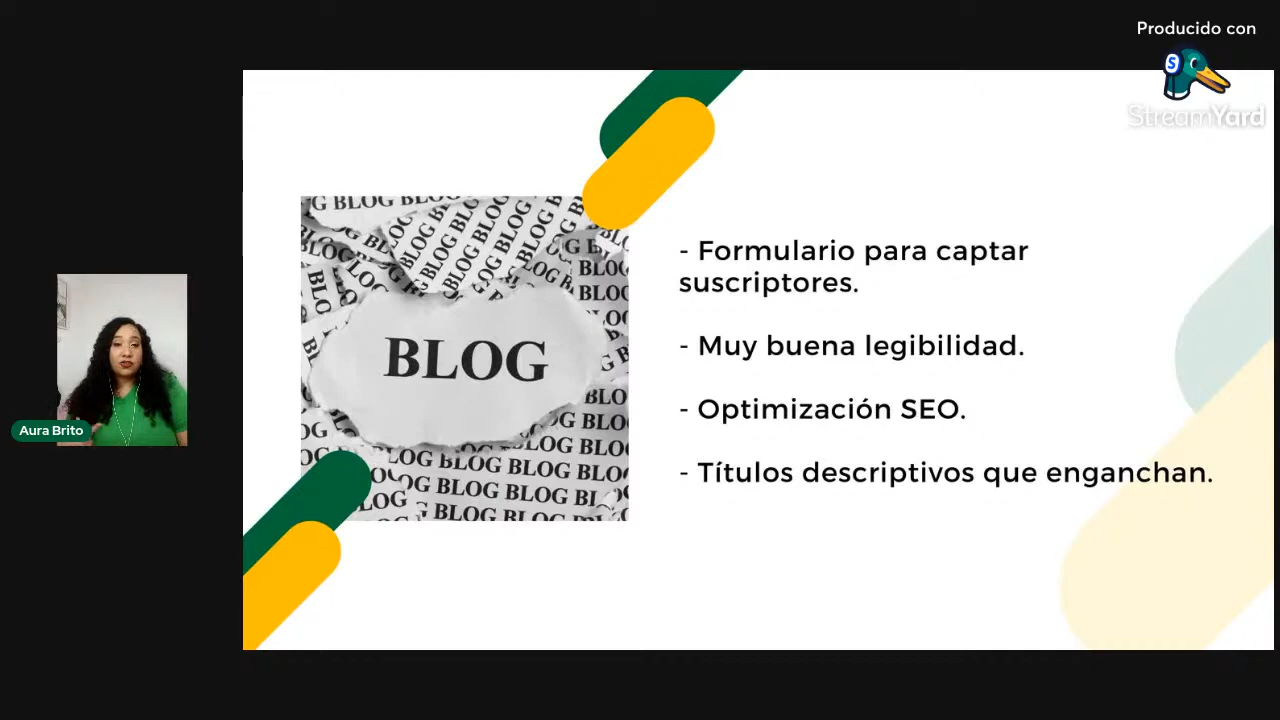 Producido con
StreamYard
BLOG
- Formulario para captar
suscriptores.
- Muy buena legibilidad.
- Optimización SEO.
- Títulos descriptivos que enganchan.
Aura Brito